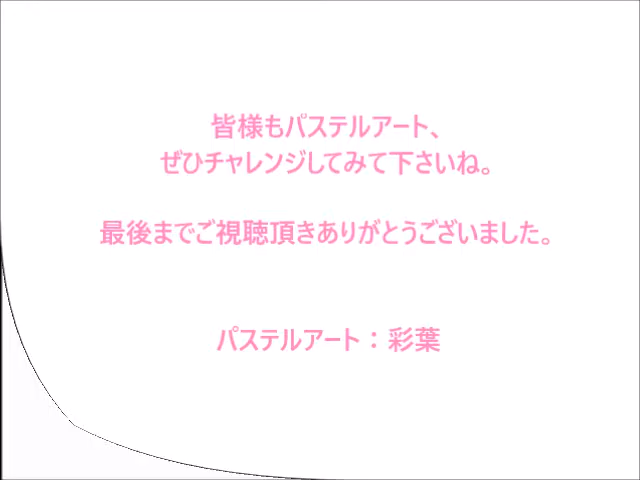 皆様もパステルアート、
ぜひチャレンジしてみて下さいね。
最後までご視聴頂きありがとうございました。
パステルアート：彩葉